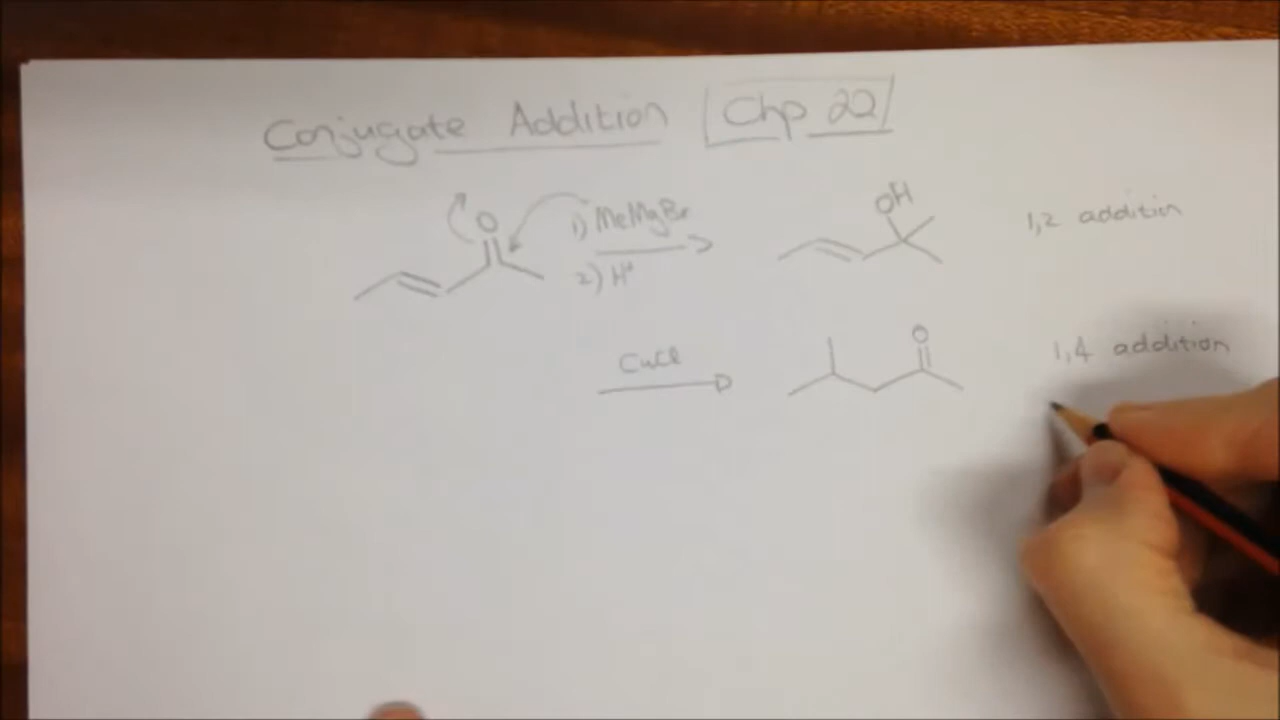 Conjugate Addition Chp 22
O
1) MeMgBr
2) H⁺
OH
1,2 addition
CuCl
O
1,4 addition